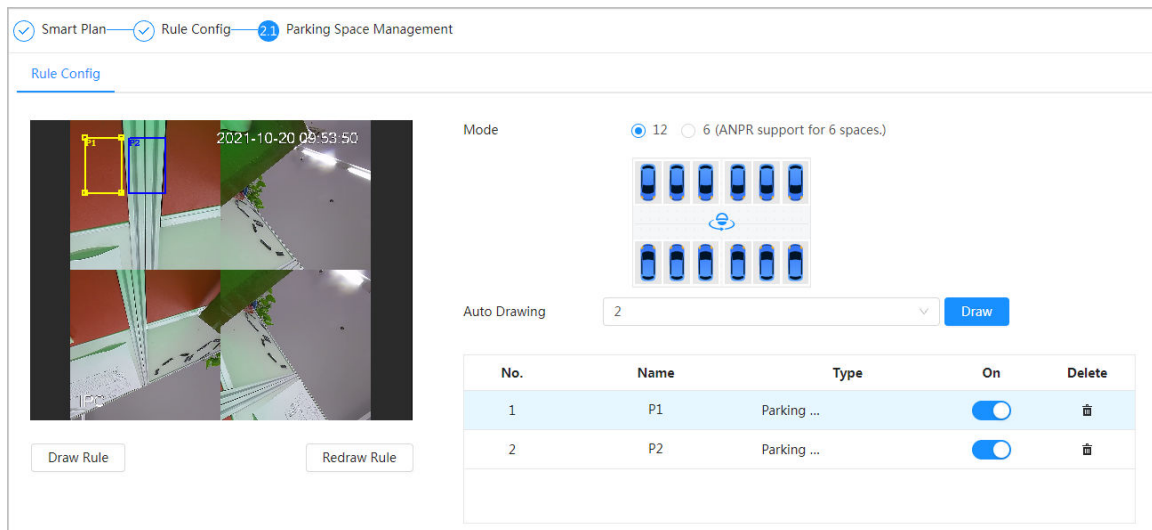 Smart Plan Rule Config 2.1 Parking Space Management
Rule Config
P1 P2 2021-10-20 09:53:50
IPC
Draw Rule Redraw Rule
Mode 12 6 (ANPR support for 6 spaces.)
Auto Drawing 2 Draw
No. Name Type On Delete
1 P1 Parking ...
2 P2 Parking ...